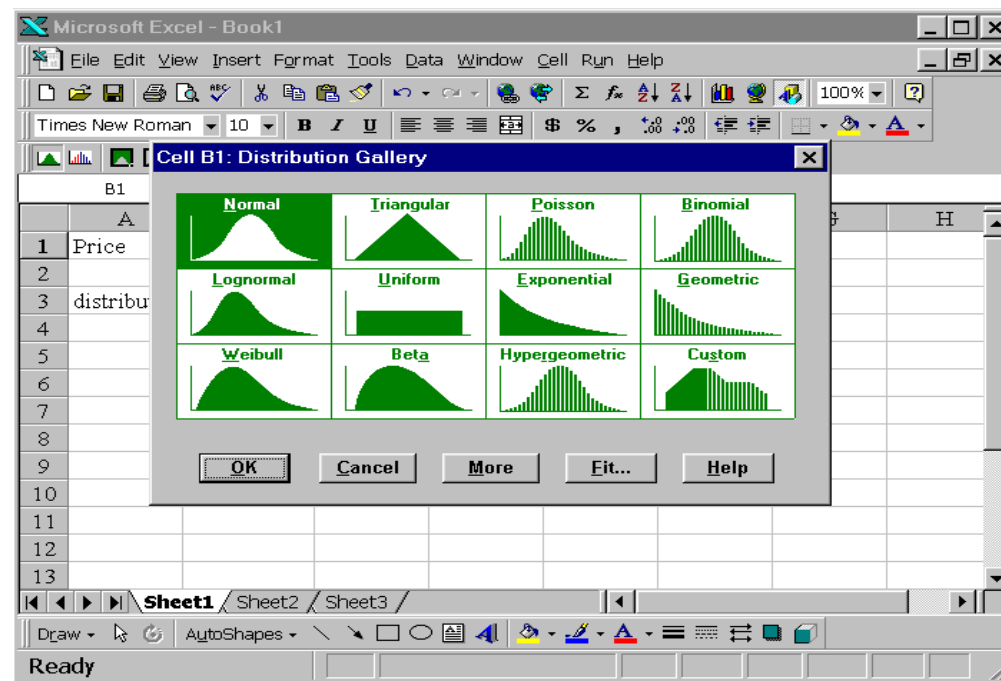 Microsoft Excel - Book1
File Edit View Insert Format Tools Data Window Cell Run Help
100%
Times New Roman 10 B I U $ % ,
Cell B1: Distribution Gallery
B1
A H
Normal Triangular Poisson Binomial
1 Price
2
Lognormal Uniform Exponential Geometric
3 distribu
4
5
Weibull Beta Hypergeometric Custom
6
7
8
9
OK Cancel More Fit... Help
10
11
12
13
Sheet1 Sheet2 Sheet3
Draw AutoShapes
Ready